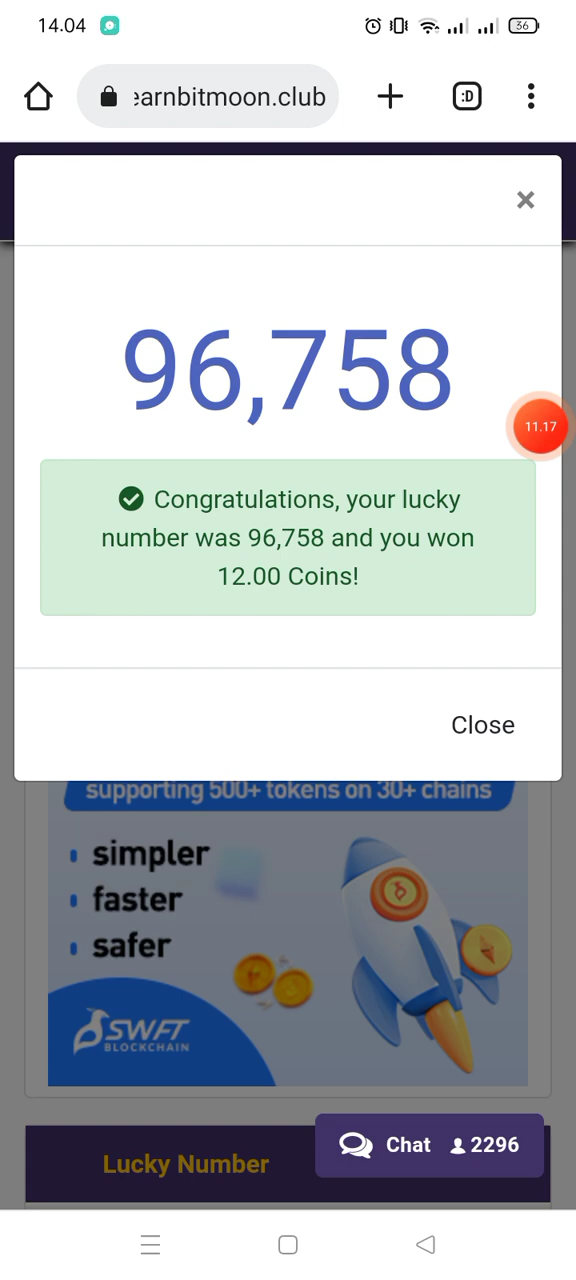 14.04
36
earnbitmoon.club
:D
×
96,758
11.17
Congratulations, your lucky
number was 96,758 and you won
12.00 Coins!
Close
supporting 500+ tokens on 30+ chains
simpler
faster
safer
SWFT
BLOCKCHAIN
Chat 2296
Lucky Number